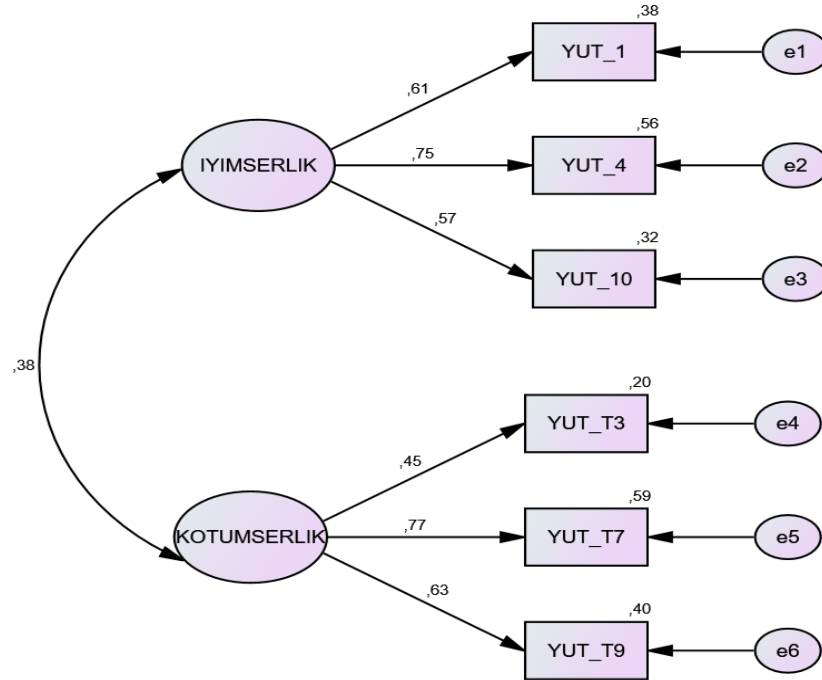 ,38
YUT_1
e1
,61
,56
IYIMSERLIK
,75
YUT_4
e2
,57
,32
YUT_10
e3
,38
,20
YUT_T3
e4
,45
,59
KOTUMSERLIK
,77
YUT_T7
e5
,63
,40
YUT_T9
e6